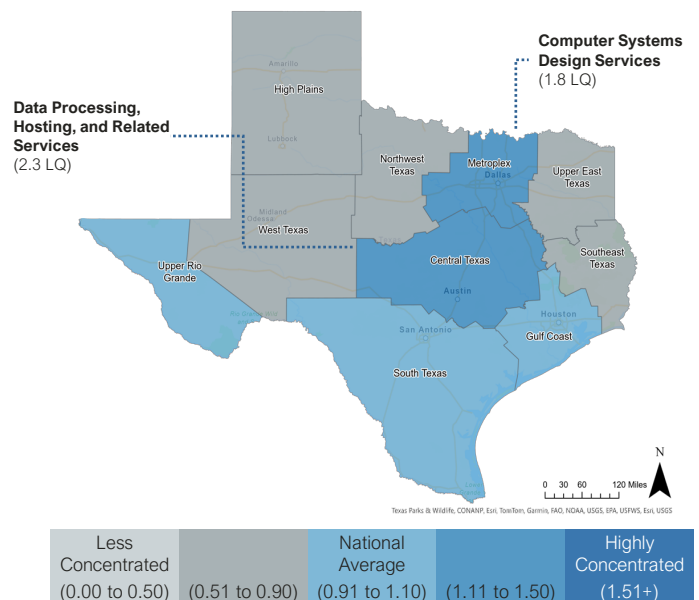 Computer Systems
Design Services
(1.8 LQ)
Data Processing,
Hosting, and Related
Services
(2.3 LQ)
Amarillo
High Plains
Lubbock
Northwest
Texas
Metroplex
Dallas
Upper East
Texas
Midland
Odessa
West Texas
Texas
Southeast
Texas
Upper Rio
Grande
Central Texas
Austin
Houston
Gulf Coast
San Antonio
South Texas
N
0 30 60 120 Miles
Texas Parks & Wildlife, CONANP, Esri, TomTom, Garmin, FAO, NOAA, USGS, EPA, USFWS, Esri, USGS
Less
Concentrated
(0.00 to 0.50)
(0.51 to 0.90)
National
Average
(0.91 to 1.10)
(1.11 to 1.50)
Highly
Concentrated
(1.51+)